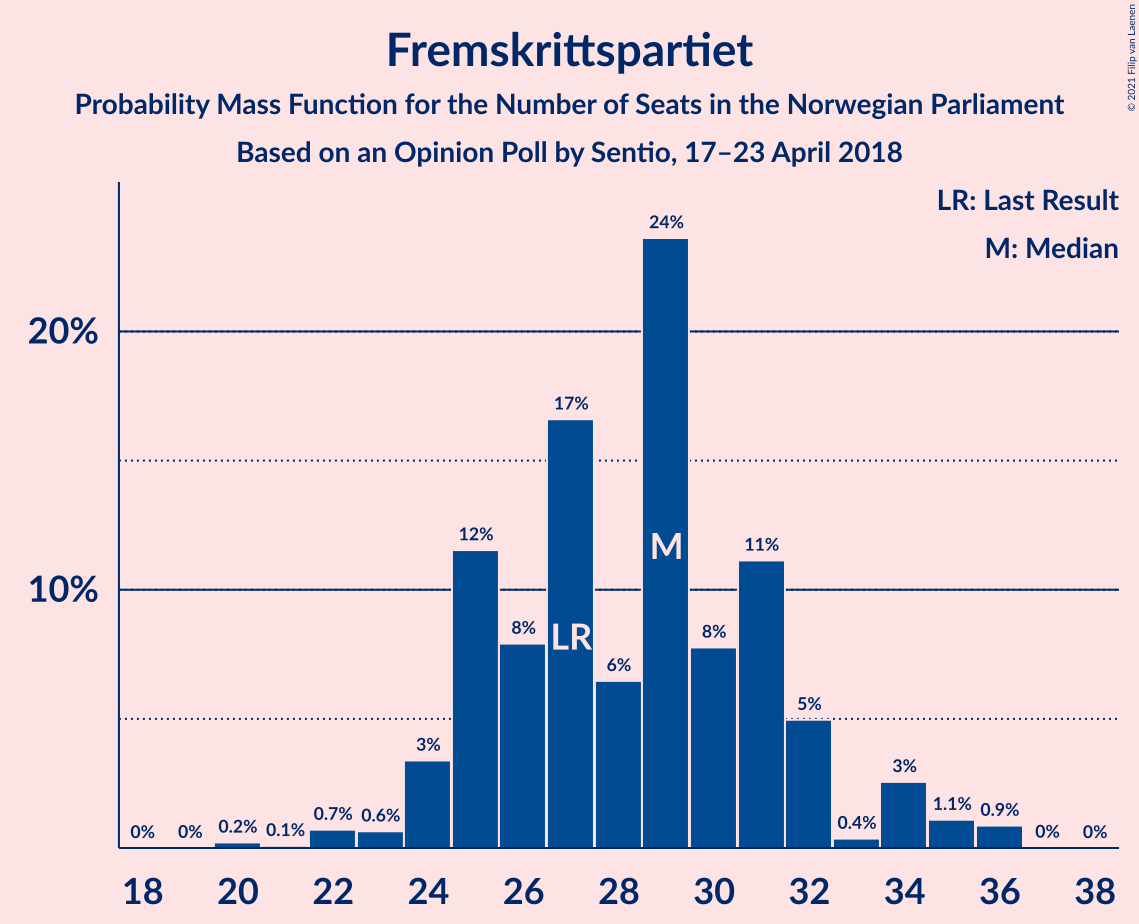 Fremskrittspartiet
Probability Mass Function for the Number of Seats in the Norwegian Parliament
Based on an Opinion Poll by Sentio, 17–23 April 2018
© 2021 Filip van Laenen
LR: Last Result
M: Median
20%
10%
0%
0%
0.2%
0.1%
0.7%
0.6%
3%
12%
8%
17%
6%
24%
8%
11%
5%
0.4%
3%
1.1%
0.9%
0%
0%
LR
M
18 20 22 24 26 28 30 32 34 36 38